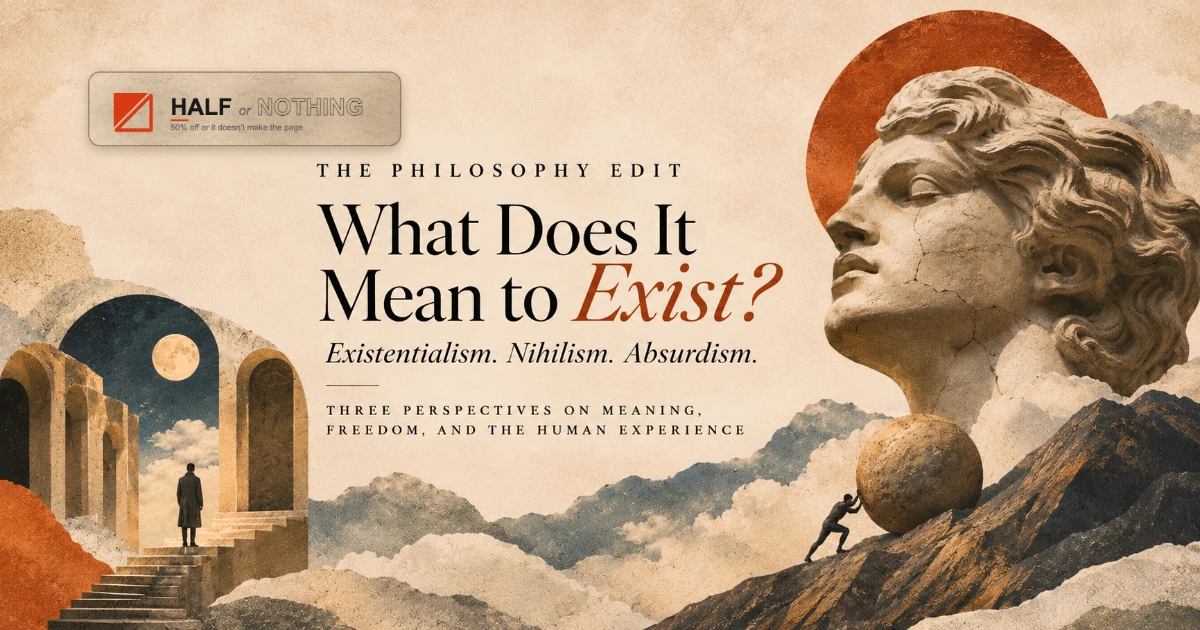 HALF or NOTHING
50% off or it doesn't make the page.
THE PHILOSOPHY EDIT
What Does It
Mean to Exist?
Existentialism. Nihilism. Absurdism.
THREE PERSPECTIVES ON MEANING,
FREEDOM, AND THE HUMAN EXPERIENCE